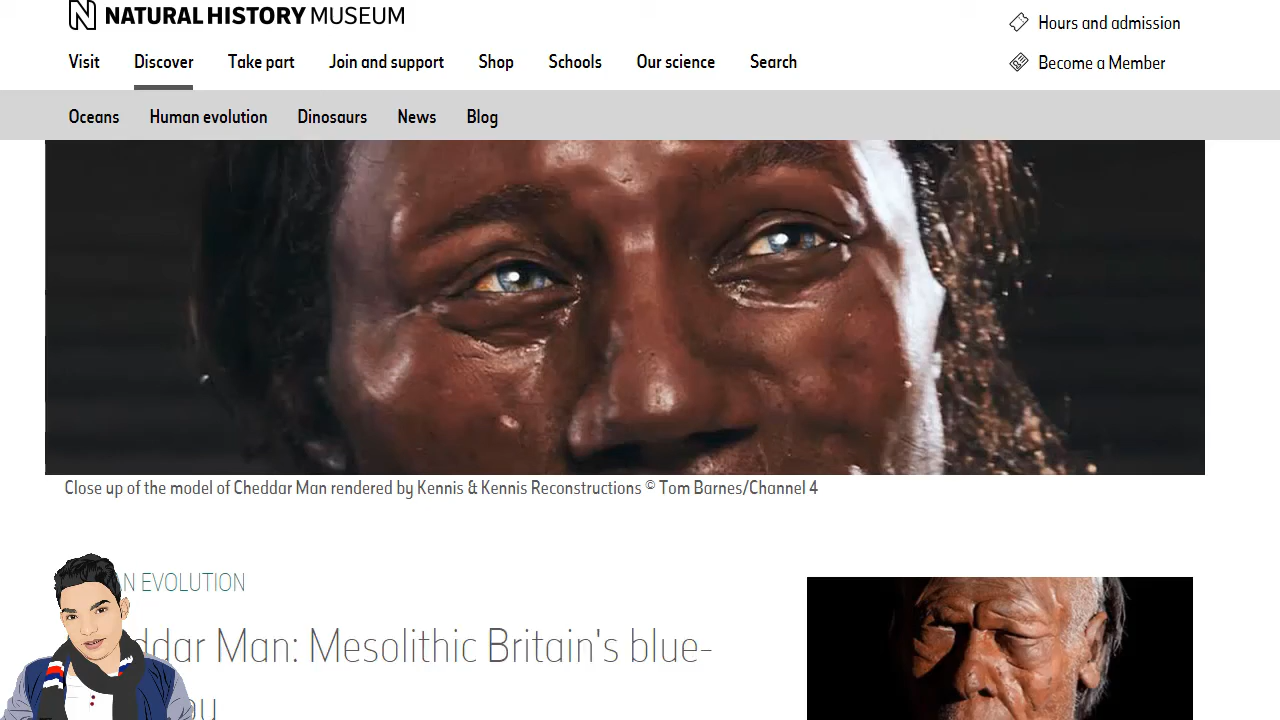 NATURAL HISTORY MUSEUM
Hours and admission
Visit Discover Take part Join and support Shop Schools Our science Search
Become a Member
Oceans Human evolution Dinosaurs News Blog
Close up of the model of Cheddar Man rendered by Kennis & Kennis Reconstructions © Tom Barnes/Channel 4
N EVOLUTION
ddar Man: Mesolithic Britain's blue-